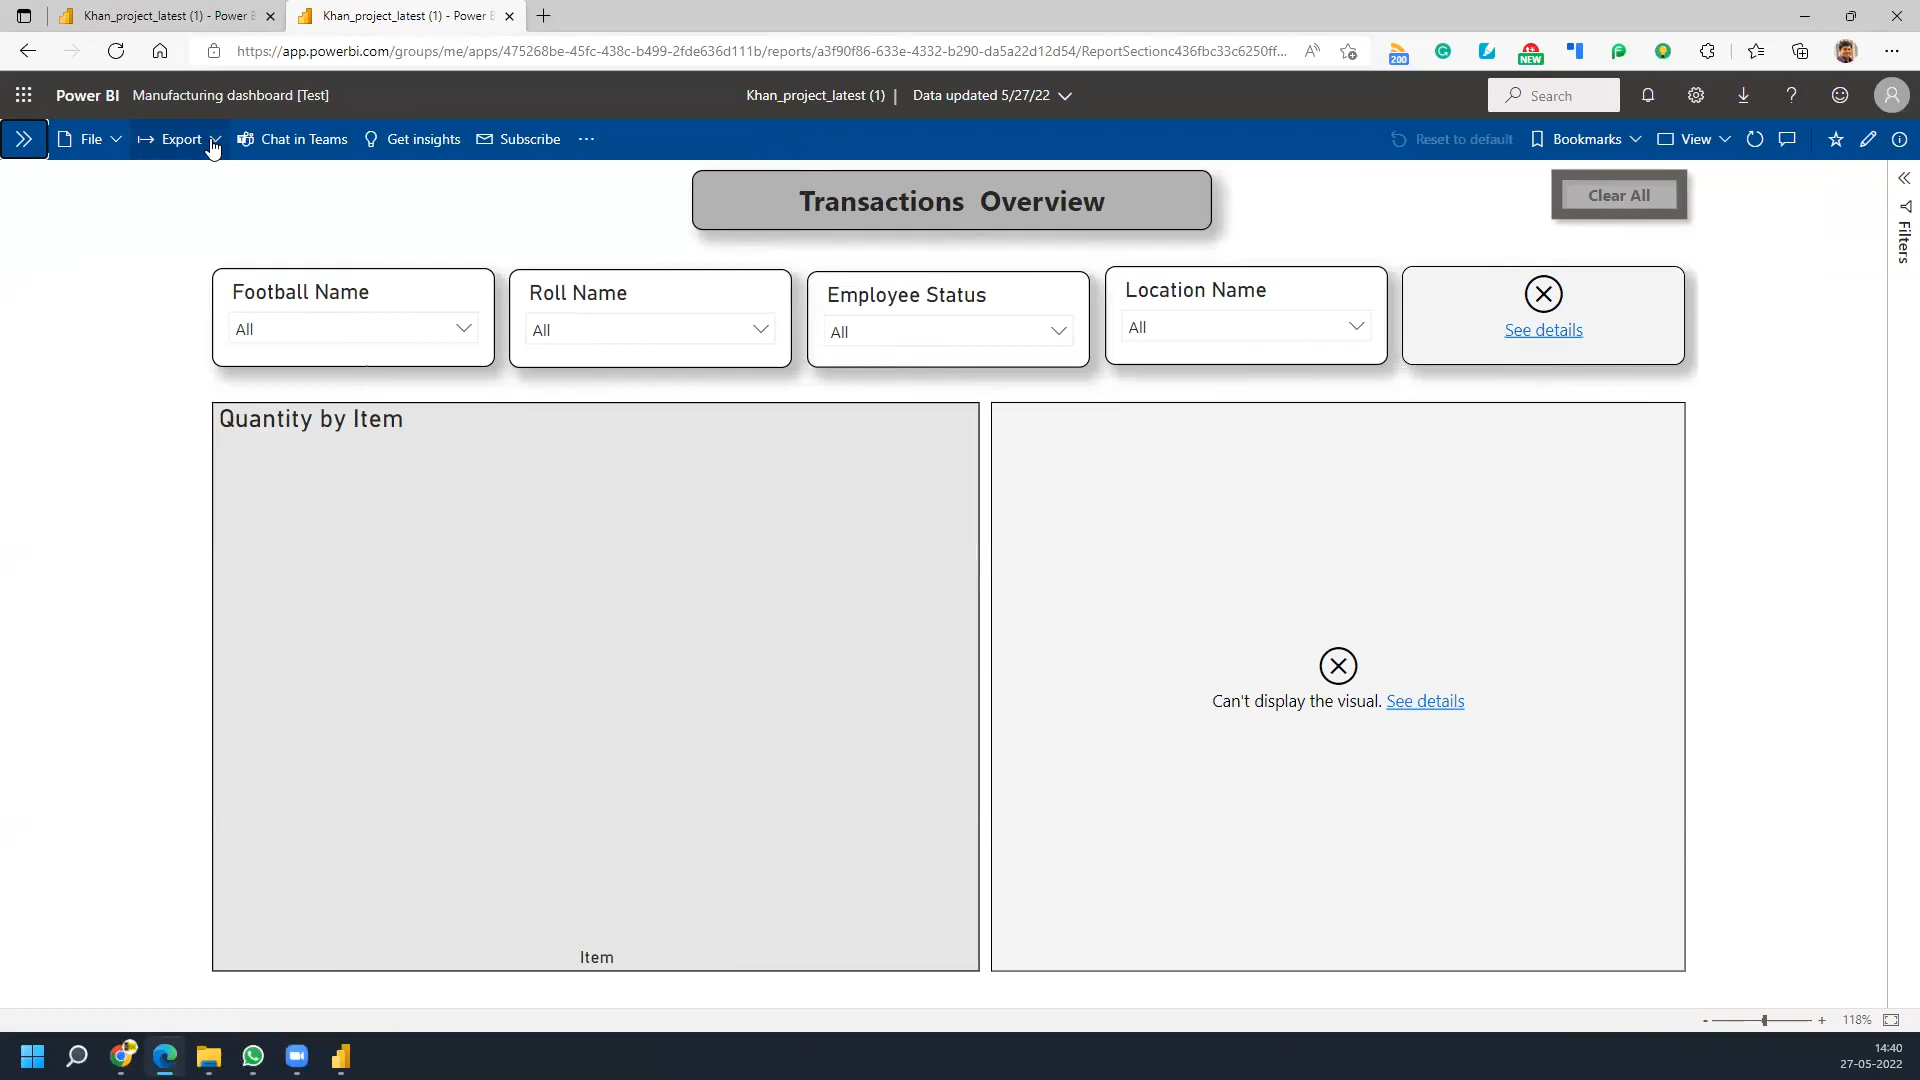 Khan_project_latest (1) - Power B
Khan_project_latest (1) - Power B
https://app.powerbi.com/groups/me/apps/475268be-45fc-438c-b499-2fde636d111b/reports/a3f90f86-633e-4332-b290-da5a22d12d54/ReportSectionc436fbc33c6250ff...
200
NEW
Power BI Manufacturing dashboard [Test]
Khan_project_latest (1) | Data updated 5/27/22
Search
File Export Chat in Teams Get insights Subscribe ...
Reset to default Bookmarks View
Transactions Overview
Clear All
Filters
Football Name
All
Roll Name
All
Employee Status
All
Location Name
All
See details
Quantity by Item
Item
Can't display the visual. See details
- + 118%
14:40
27-05-2022